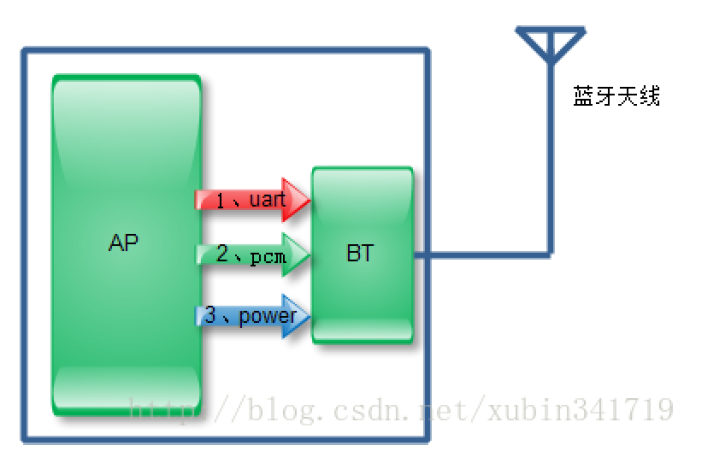 蓝牙天线
1、uart
AP
2、pcm
BT
3、power
http://blog.csdn.net/xubin341719